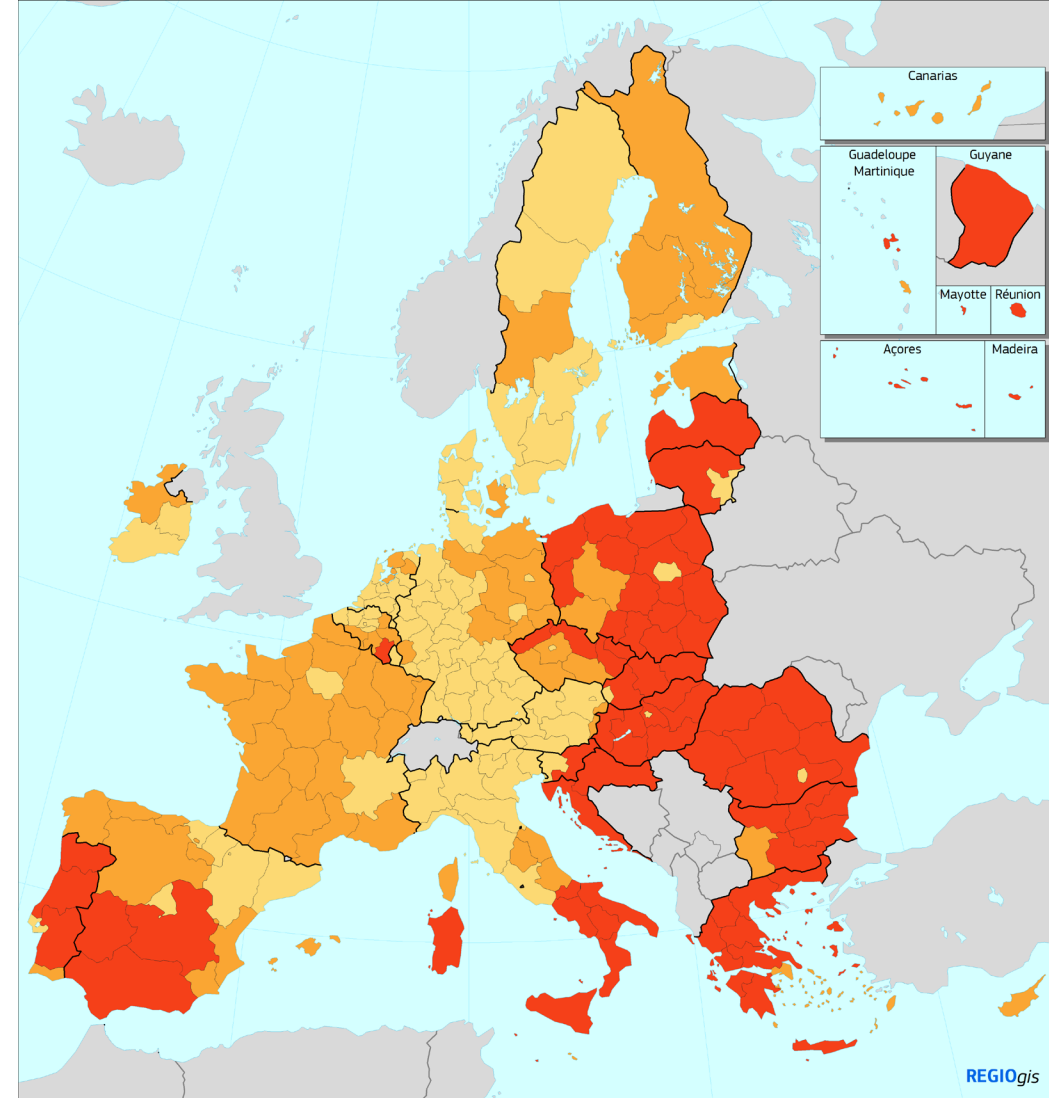 Canarias
Guadeloupe
Martinique
Guyane
Mayotte
Réunion
Açores
Madeira
REGIOgis